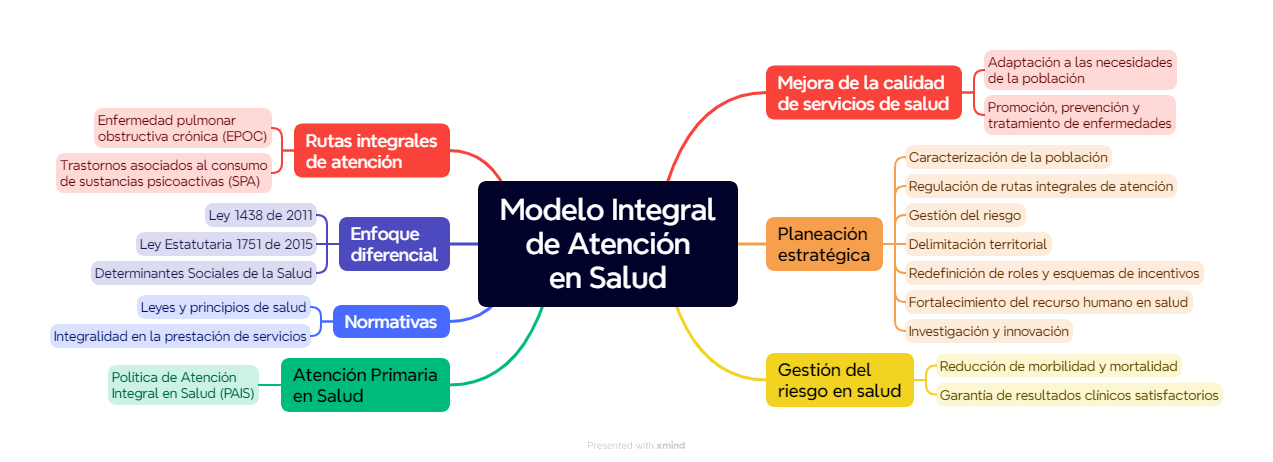 Modelo Integral
de Atención
en Salud
Mejora de la calidad
de servicios de salud
Adaptación a las necesidades
de la población
Promoción, prevención y
tratamiento de enfermedades
Planeación
estratégica
Caracterización de la población
Regulación de rutas integrales de atención
Gestión del riesgo
Delimitación territorial
Redefinición de roles y esquemas de incentivos
Fortalecimiento del recurso humano en salud
Investigación y innovación
Gestión del
riesgo en salud
Reducción de morbilidad y mortalidad
Garantía de resultados clínicos satisfactorios
Rutas integrales
de atención
Enfermedad pulmonar
obstructiva crónica (EPOC)
Trastornos asociados al consumo
de sustancias psicoactivas (SPA)
Enfoque
diferencial
Ley 1438 de 2011
Ley Estatutaria 1751 de 2015
Determinantes Sociales de la Salud
Normativas
Leyes y principios de salud
Integralidad en la prestación de servicios
Atención Primaria
en Salud
Política de Atención
Integral en Salud (PAIS)
Presented with xmind